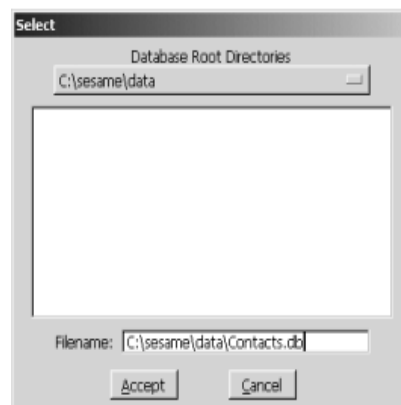 Select
Database Root Directories
C:\sesame\data
Filename: C:\sesame\data\Contacts.db
Accept Cancel